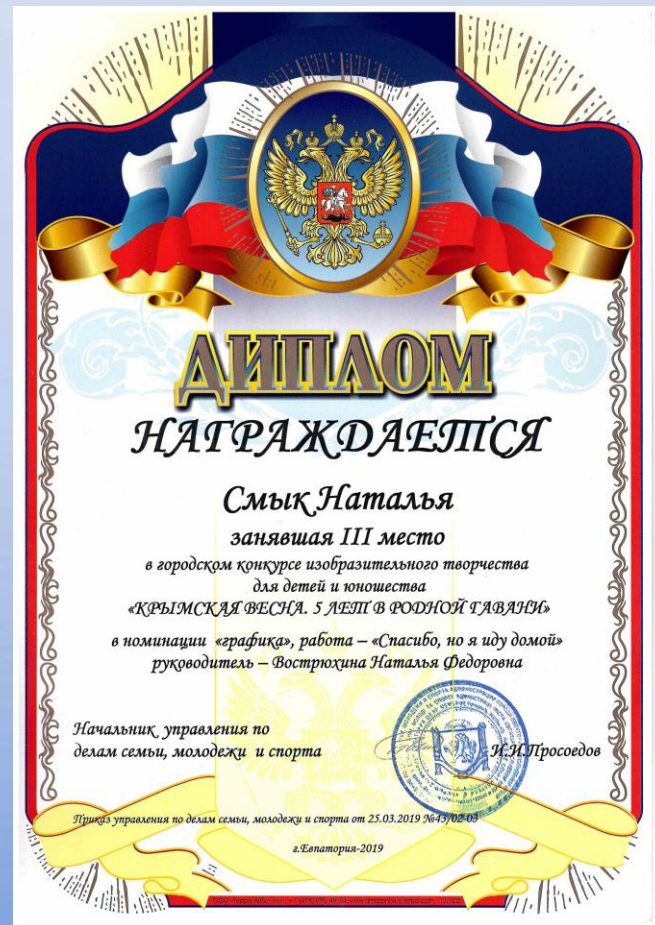 ДИПЛОМ
НАГРАЖДАЕТСЯ
Смык Наталья
занявшая III место
в городском конкурсе изобразительного творчества
для детей и юношества
«КРЫМСКАЯ ВЕСНА. 5 ЛЕТ В РОДНОЙ ГАВАНИ»
в номинации «графика», работа – «Спасибо, но я иду домой»
руководитель – Вострюхина Наталья Федоровна
Начальник управления по
делам семьи, молодежи и спорта
И.И.Просоедов
Приказ управления по делам семьи, молодежи и спорта от 25.03.2019 №43/02-03
г.Евпатория-2019